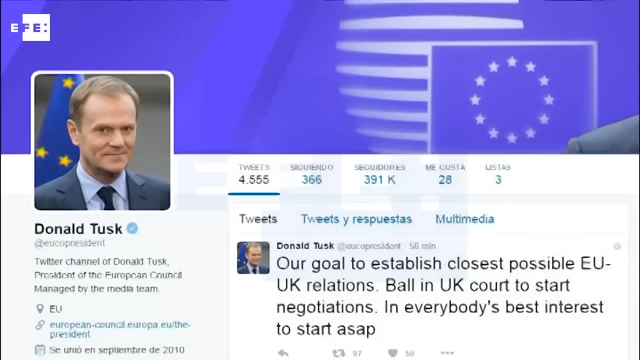 EFE:
TWEETS SIGUIENDO SEGUIDORES ME GUSTA LISTAS
4.555 366 391 K 28 3
Tweets Tweets y respuestas Multimedia
Donald Tusk
@eucopresident
Twitter channel of Donald Tusk,
President of the European Council
Managed by the media team.
EU
european-council.europa.eu/the-
president
Se unió en septiembre de 2010
Donald Tusk @eucopresident · 58 min
Our goal to establish closest possible EU-
UK relations. Ball in UK court to start
negotiations. In everybody's best interest
to start asap
97 50